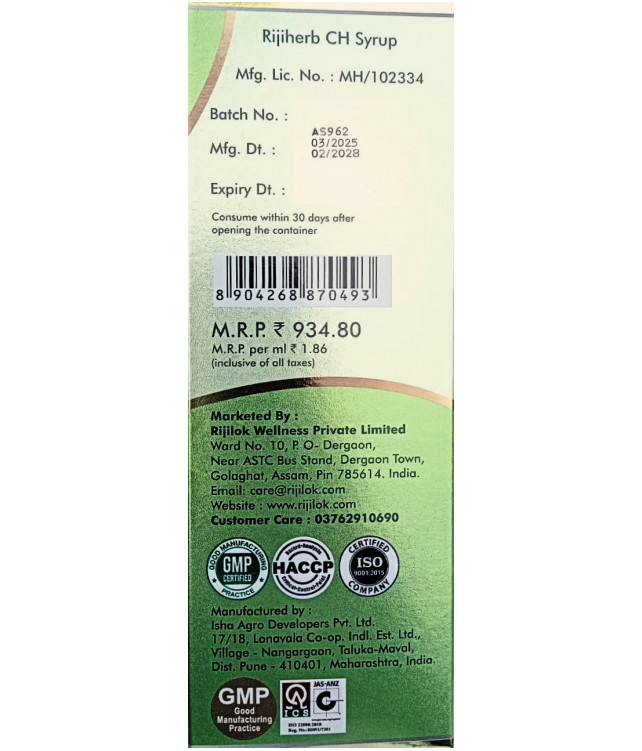 Rijiherb CH Syrup
Mfg. Lic. No. : MH/102334
Batch No. :
AS962
03/2025
Mfg. Dt. :
02/2028
Expiry Dt. :
Consume within 30 days after
opening the container
8 904268 870493
M.R.P. ₹ 934.80
M.R.P. per ml ₹ 1.86
(inclusive of all taxes)
Marketed By :
Rijilok Wellness Private Limited
Ward No. 10, P. O- Dergaon,
Near ASTC Bus Stand, Dergaon Town,
Golaghat, Assam, Pin 785614. India.
Email: care@rijilok.com
Website : www.rijilok.com
Customer Care : 03762910690
GOOD MANUFACTURING
GMP
CERTIFIED
PRACTICE
HACCP
CERTIFIED
ISO
9001:2015
COMPANY
Manufactured by :
Isha Agro Developers Pvt. Ltd.
17/18, Lonavala Co-op. Indl. Est. Ltd.,
Village - Nangargaon, Taluka-Maval,
Dist. Pune - 410401, Maharashtra, India.
GMP
Good
Manufacturing
Practice
JAS-ANZ
ICS